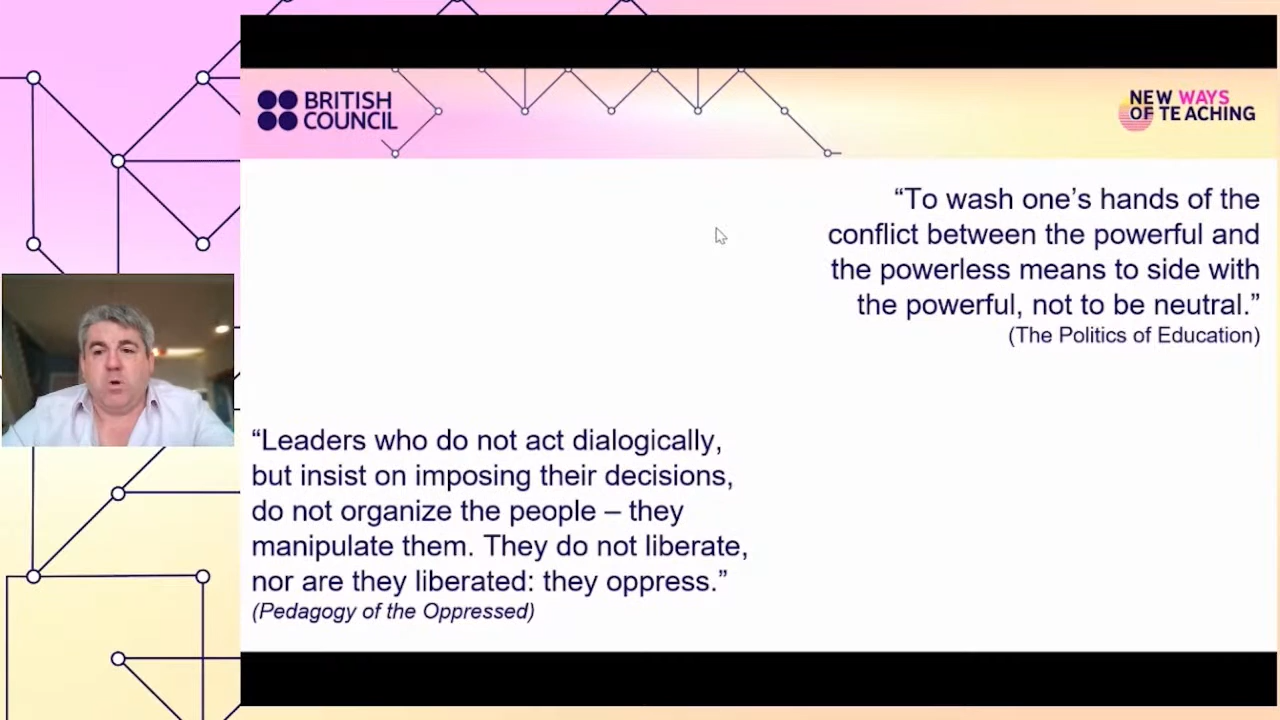 BRITISH
COUNCIL
NEW WAYS
OF TEACHING
“To wash one’s hands of the
conflict between the powerful and
the powerless means to side with
the powerful, not to be neutral.”
(The Politics of Education)
“Leaders who do not act dialogically,
but insist on imposing their decisions,
do not organize the people – they
manipulate them. They do not liberate,
nor are they liberated: they oppress.”
(Pedagogy of the Oppressed)